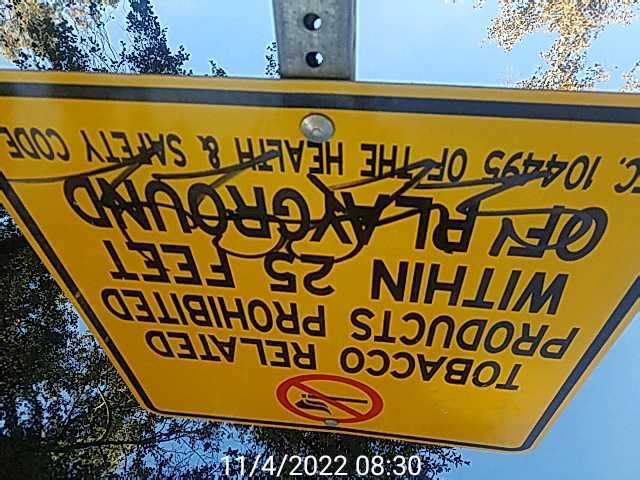 TOBACCO RELATED
PRODUCTS PROHIBITED
WITHIN 25 FEET
OF PLAYGROUND
C. 104495 OF THE HEALTH & SAFETY CODE
11/4/2022 08:30